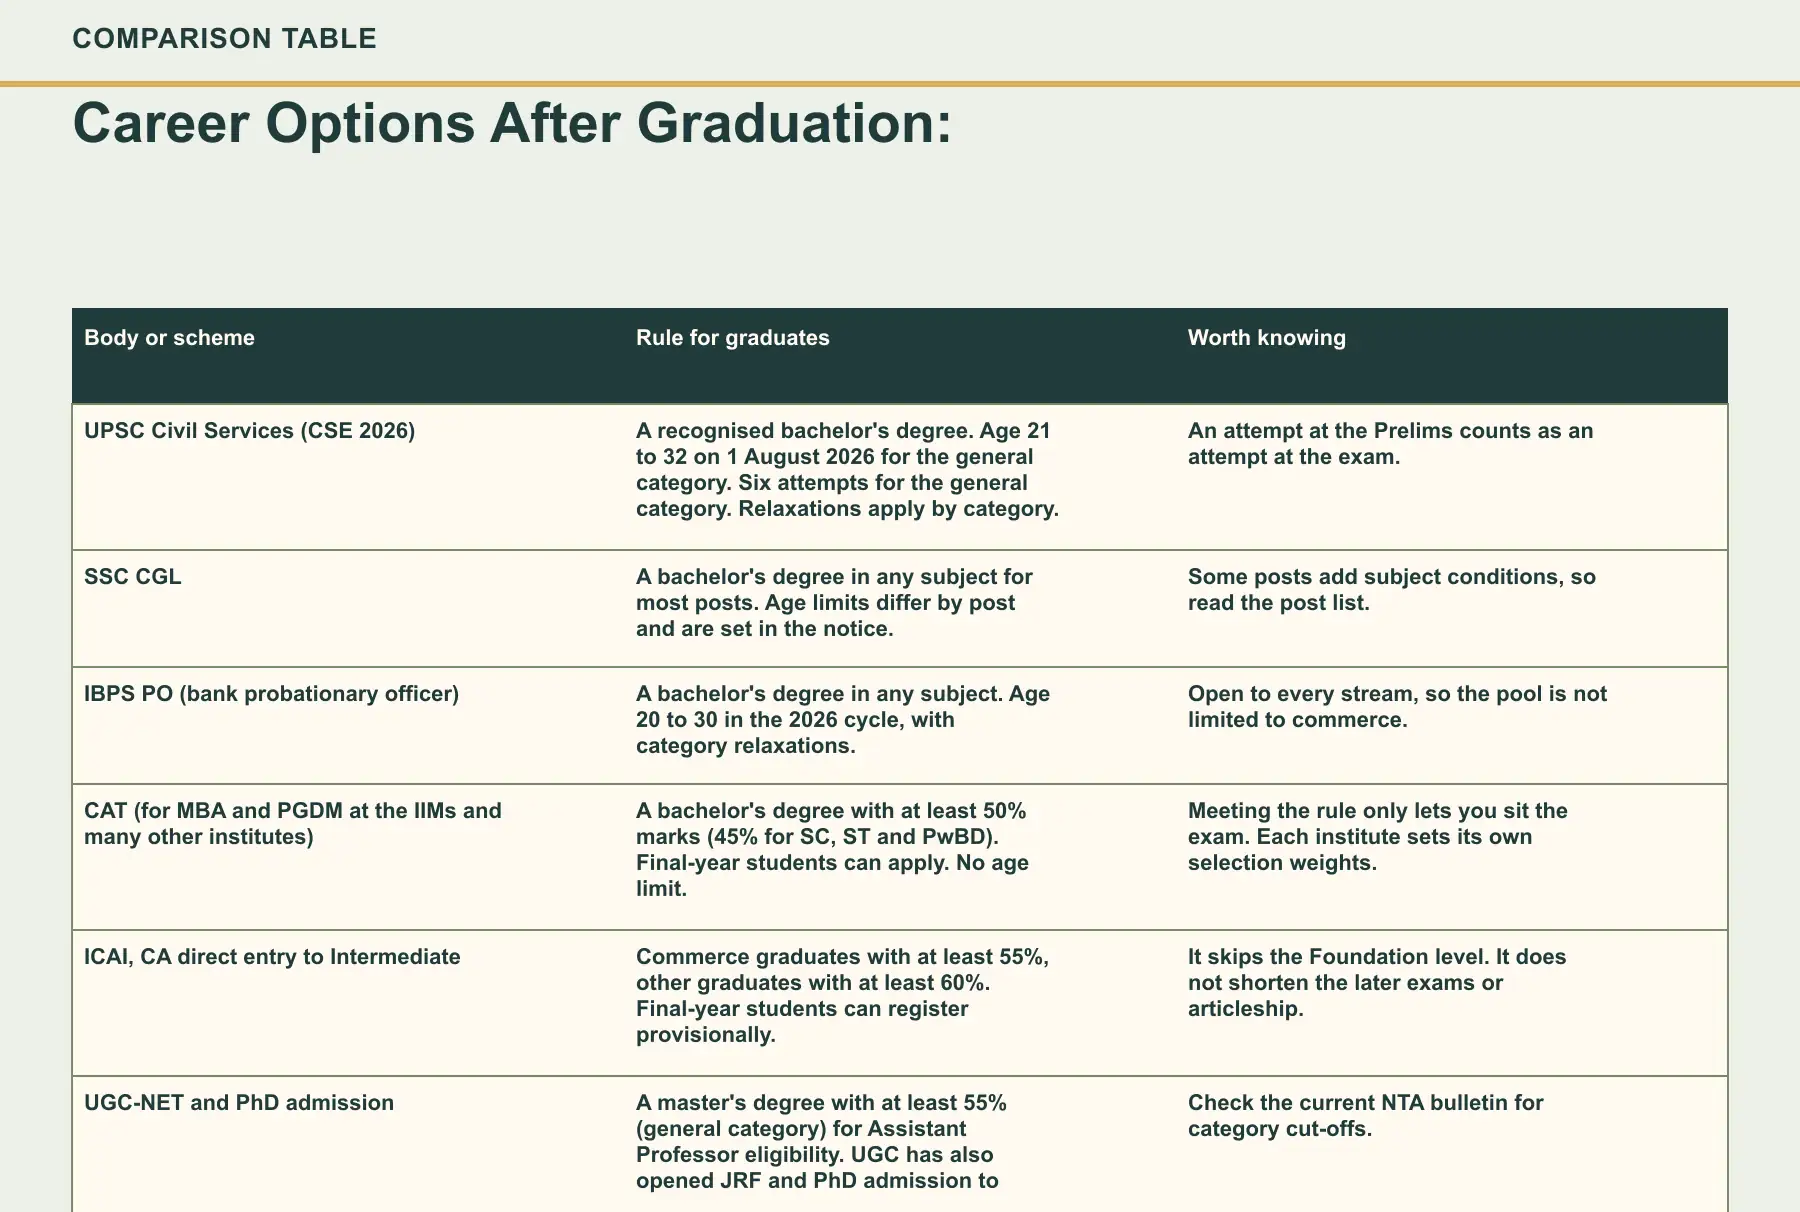 COMPARISON TABLE
Career Options After Graduation:
Body or scheme
Rule for graduates
Worth knowing
UPSC Civil Services (CSE 2026)
A recognised bachelor's degree. Age 21
to 32 on 1 August 2026 for the general
category. Six attempts for the general
category. Relaxations apply by category.
An attempt at the Prelims counts as an
attempt at the exam.
SSC CGL
A bachelor's degree in any subject for
most posts. Age limits differ by post
and are set in the notice.
Some posts add subject conditions, so
read the post list.
IBPS PO (bank probationary officer)
A bachelor's degree in any subject. Age
20 to 30 in the 2026 cycle, with
category relaxations.
Open to every stream, so the pool is not
limited to commerce.
CAT (for MBA and PGDM at the IIMs and
many other institutes)
A bachelor's degree with at least 50%
marks (45% for SC, ST and PwBD).
Final-year students can apply. No age
limit.
Meeting the rule only lets you sit the
exam. Each institute sets its own
selection weights.
ICAI, CA direct entry to Intermediate
Commerce graduates with at least 55%,
other graduates with at least 60%.
Final-year students can register
provisionally.
It skips the Foundation level. It does
not shorten the later exams or
articleship.
UGC-NET and PhD admission
A master's degree with at least 55%
(general category) for Assistant
Professor eligibility. UGC has also
opened JRF and PhD admission to
Check the current NTA bulletin for
category cut-offs.